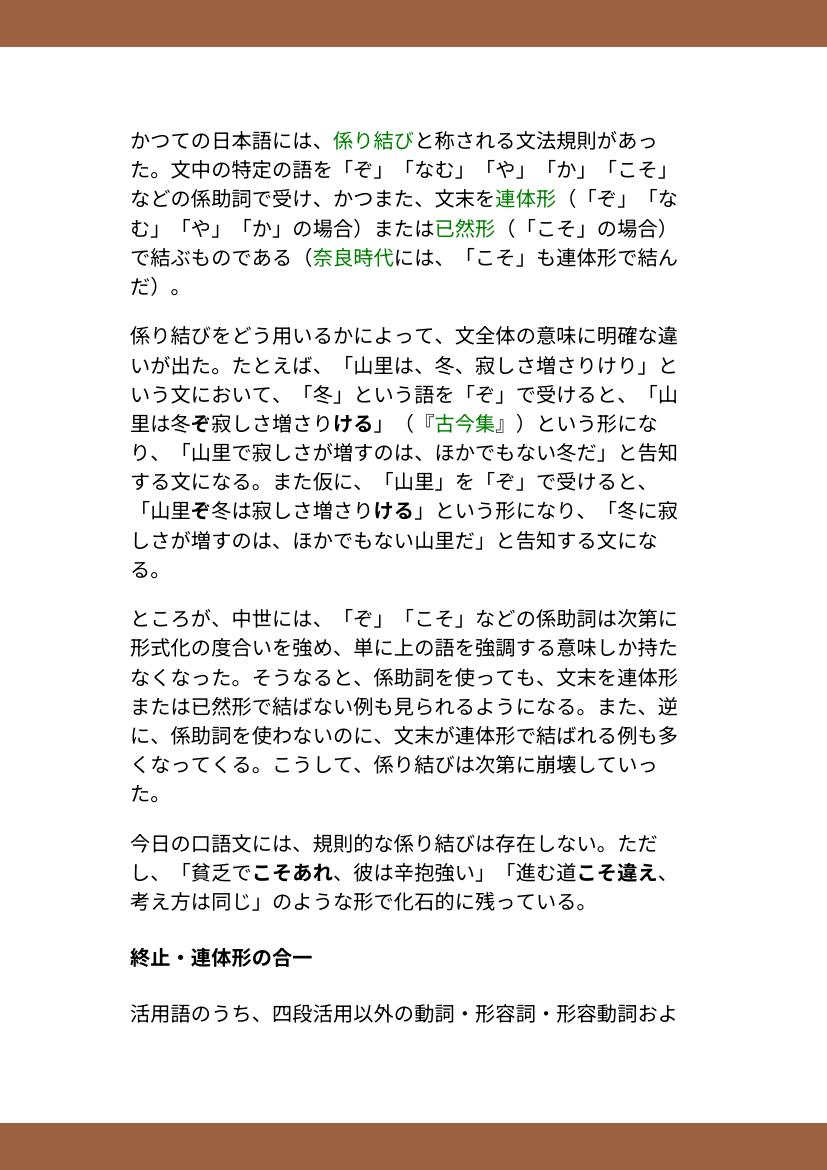 かつての日本語には、係り結びと称される文法規則があっ
た。文中の特定の語を「ぞ」「なむ」「や」「か」「こそ」
などの係助詞で受け、かつまた、文末を連体形（「ぞ」「な
む」「や」「か」の場合）または已然形（「こそ」の場合）
で結ぶものである（奈良時代には、「こそ」も連体形で結ん
だ）。
係り結びをどう用いるかによって、文全体の意味に明確な違
いが出た。たとえば、「山里は、冬、寂しさ増さりけり」と
いう文において、「冬」という語を「ぞ」で受けると、「山
里は冬ぞ寂しさ増さりける」（『古今集』）という形にな
り、「山里で寂しさが増すのは、ほかでもない冬だ」と告知
する文になる。また仮に、「山里」を「ぞ」で受けると、
「山里ぞ冬は寂しさ増さりける」という形になり、「冬に寂
しさが増すのは、ほかでもない山里だ」と告知する文にな
る。
ところが、中世には、「ぞ」「こそ」などの係助詞は次第に
形式化の度合いを強め、単に上の語を強調する意味しか持た
なくなった。そうなると、係助詞を使っても、文末を連体形
または已然形で結ばない例も見られるようになる。また、逆
に、係助詞を使わないのに、文末が連体形で結ばれる例も多
くなってくる。こうして、係り結びは次第に崩壊していっ
た。
今日の口語文には、規則的な係り結びは存在しない。ただ
し、「貧乏でこそあれ、彼は辛抱強い」「進む道こそ違え、
考え方は同じ」のような形で化石的に残っている。
終止・連体形の合一
活用語のうち、四段活用以外の動詞・形容詞・形容動詞およ